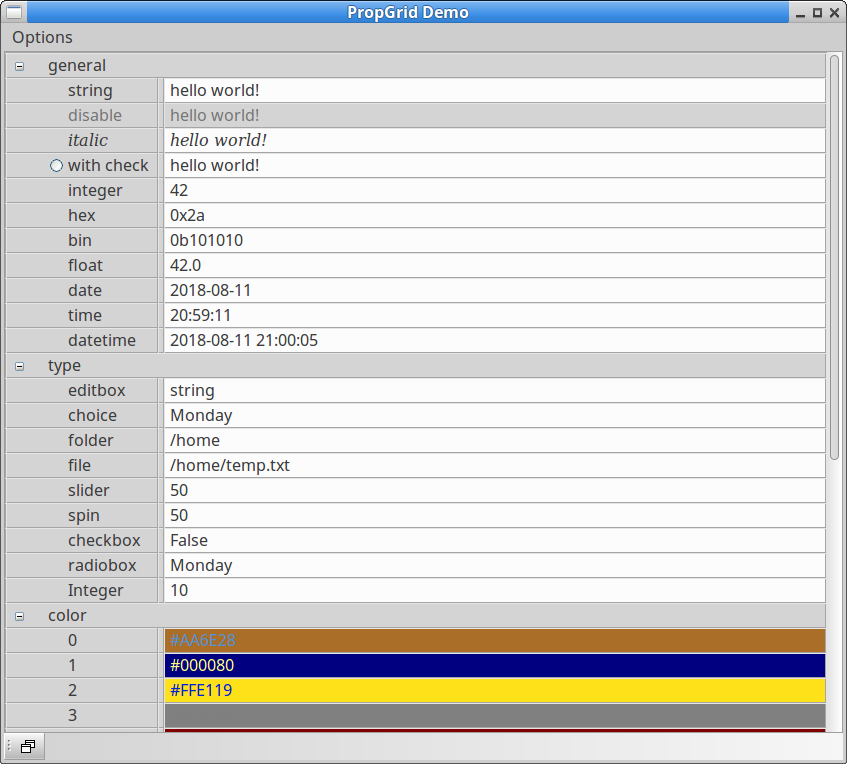 PropGrid Demo
Options
general
string hello world!
disable hello world!
italic hello world!
with check hello world!
integer 42
hex 0x2a
bin 0b101010
float 42.0
date 2018-08-11
time 20:59:11
datetime 2018-08-11 21:00:05
type
editbox string
choice Monday
folder /home
file /home/temp.txt
slider 50
spin 50
checkbox False
radiobox Monday
Integer 10
color
0 #AA6E28
1 #000080
2 #FFE119
3